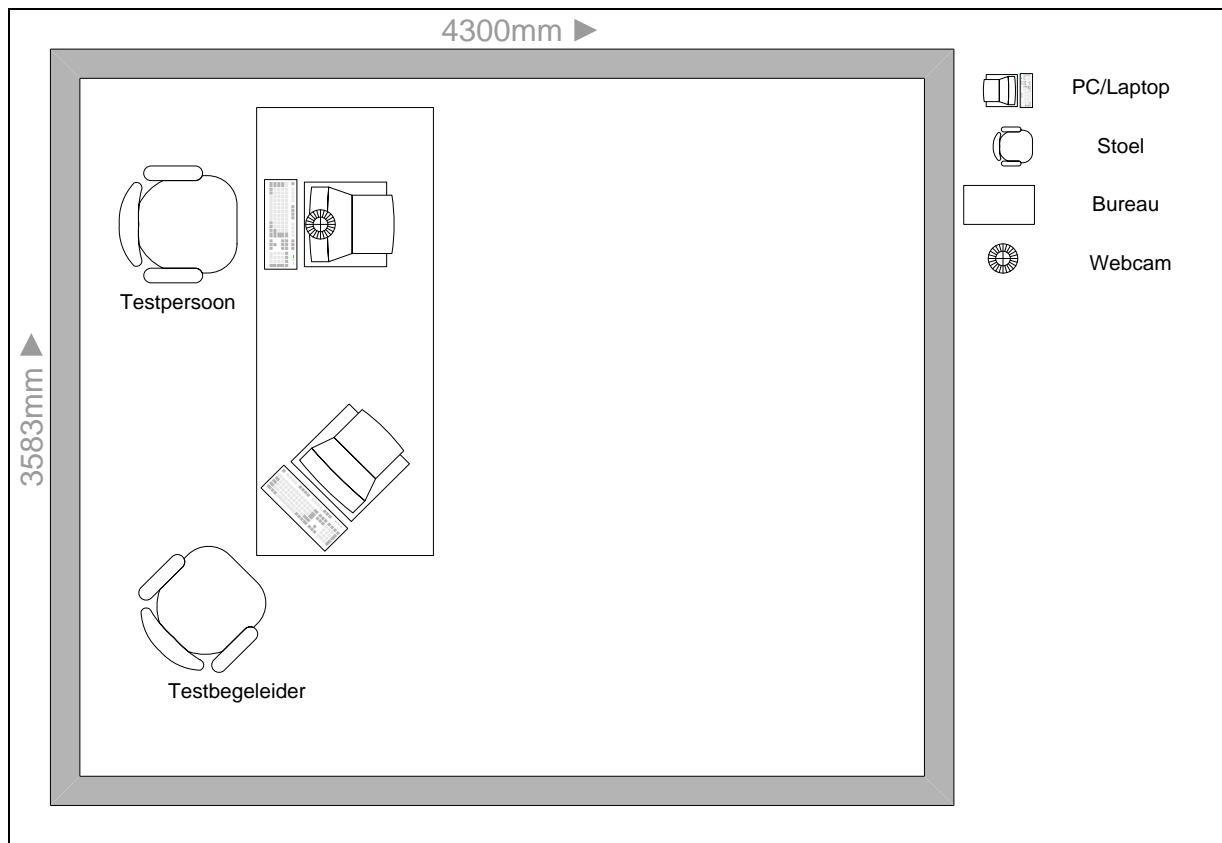 4300mm ►
PC/Laptop
Stoel
Bureau
Webcam
Testpersoon
3583mm ►
Testbegeleider